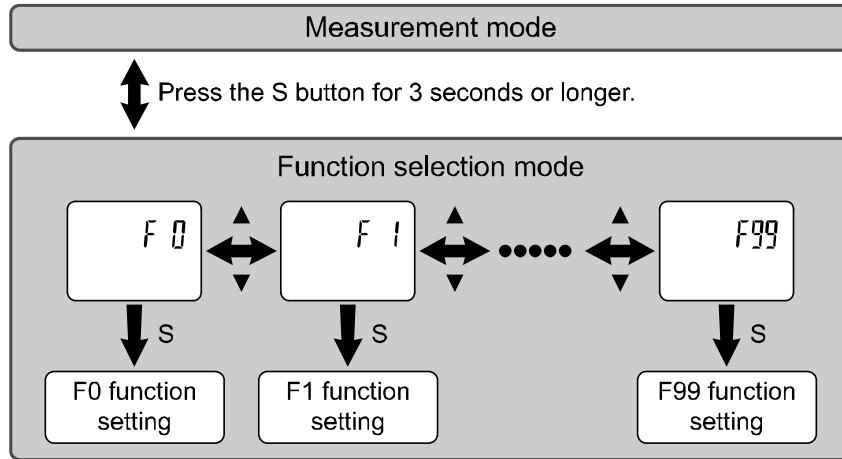 Measurement mode
Press the S button for 3 seconds or longer.
Function selection mode
F 0
F 1
F99
S
S
S
F0 function
setting
F1 function
setting
F99 function
setting